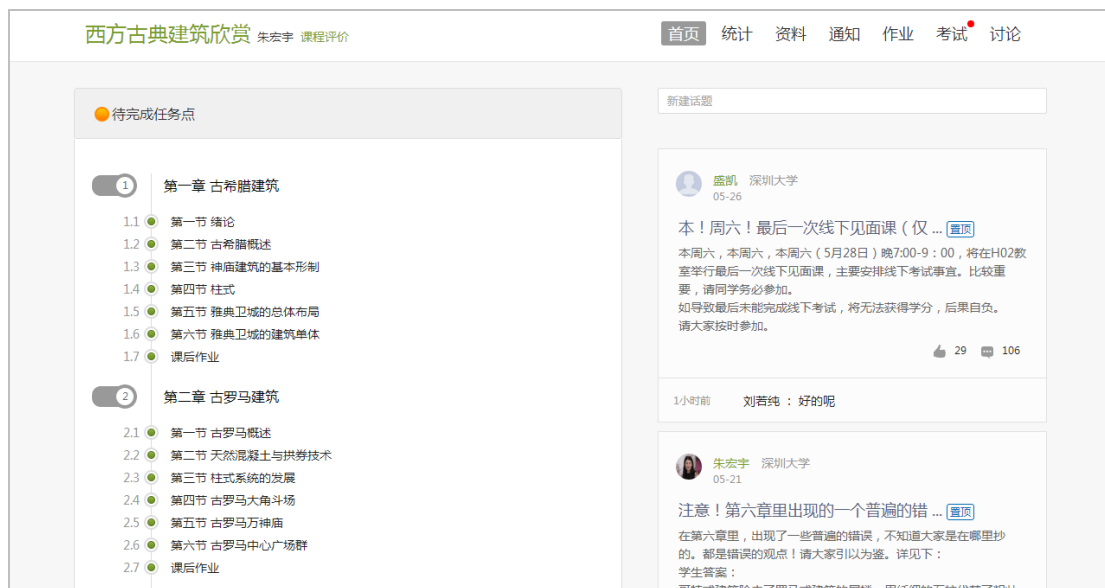 西方古典建筑欣赏 朱宏宇 课程评价
首页 统计 资料 通知 作业 考试 讨论
待完成任务点
1 第一章 古希腊建筑
1.1 第一节 绪论
1.2 第二节 古希腊概述
1.3 第三节 神庙建筑的基本形制
1.4 第四节 柱式
1.5 第五节 雅典卫城的总体布局
1.6 第六节 雅典卫城的建筑单体
1.7 课后作业
2 第二章 古罗马建筑
2.1 第一节 古罗马概述
2.2 第二节 天然混凝土与拱券技术
2.3 第三节 柱式系统的发展
2.4 第四节 古罗马大角斗场
2.5 第五节 古罗马万神庙
2.6 第六节 古罗马中心广场群
2.7 课后作业
新建话题
盛凯 深圳大学
05-26
本！周六！最后一次线下见面课（仅 ... 置顶
本周六，本周六，本周六（5月28日）晚7:00-9：00，将在H02教
室举行最后一次线下见面课，主要安排线下考试事宜。比较重
要，请同学务必参加。
如导致最后未能完成线下考试，将无法获得学分，后果自负。
请大家按时参加。
29 106
1小时前 刘若纯 ： 好的呢
朱宏宇 深圳大学
05-21
注意！第六章里出现的一个普遍的错 ... 置顶
在第六章里，出现了一些普遍的错误，不知道大家是在哪里抄
的。都是错误的观点！请大家引以为鉴。详见下：
学生答案：